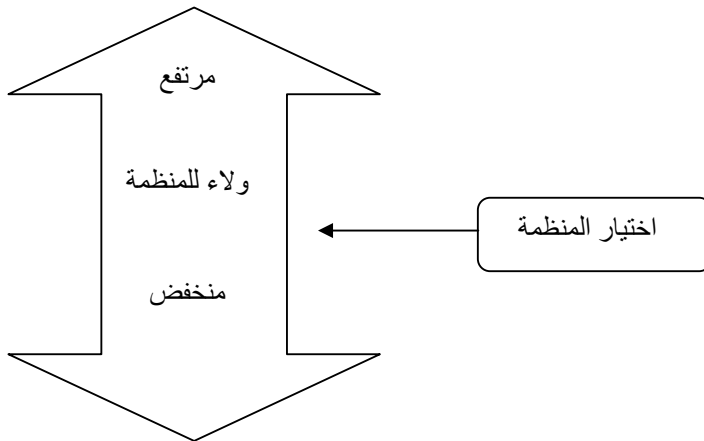 مرتفع
ولاء للمنظمة
اختيار المنظمة
منخفض